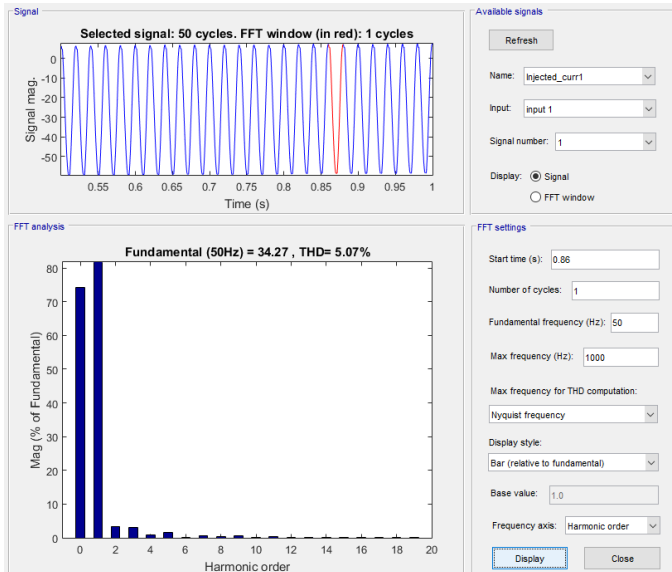 Signal
Selected signal: 50 cycles. FFT window (in red): 1 cycles
0
-10
-20
-30
-40
-50
Signal mag.
0.55 0.6 0.65 0.7 0.75 0.8 0.85 0.9 0.95 1
Time (s)
FFT analysis
Fundamental (50Hz) = 34.27 , THD= 5.07%
80
70
60
50
40
30
20
10
0
Mag (% of Fundamental)
0 2 4 6 8 10 12 14 16 18 20
Harmonic order
Available signals
Refresh
Name: Injected_curr1
Input: input 1
Signal number: 1
Display: Signal
FFT window
FFT settings
Start time (s): 0.86
Number of cycles: 1
Fundamental frequency (Hz): 50
Max frequency (Hz): 1000
Max frequency for THD computation:
Nyquist frequency
Display style:
Bar (relative to fundamental)
Base value: 1.0
Frequency axis: Harmonic order
Display Close